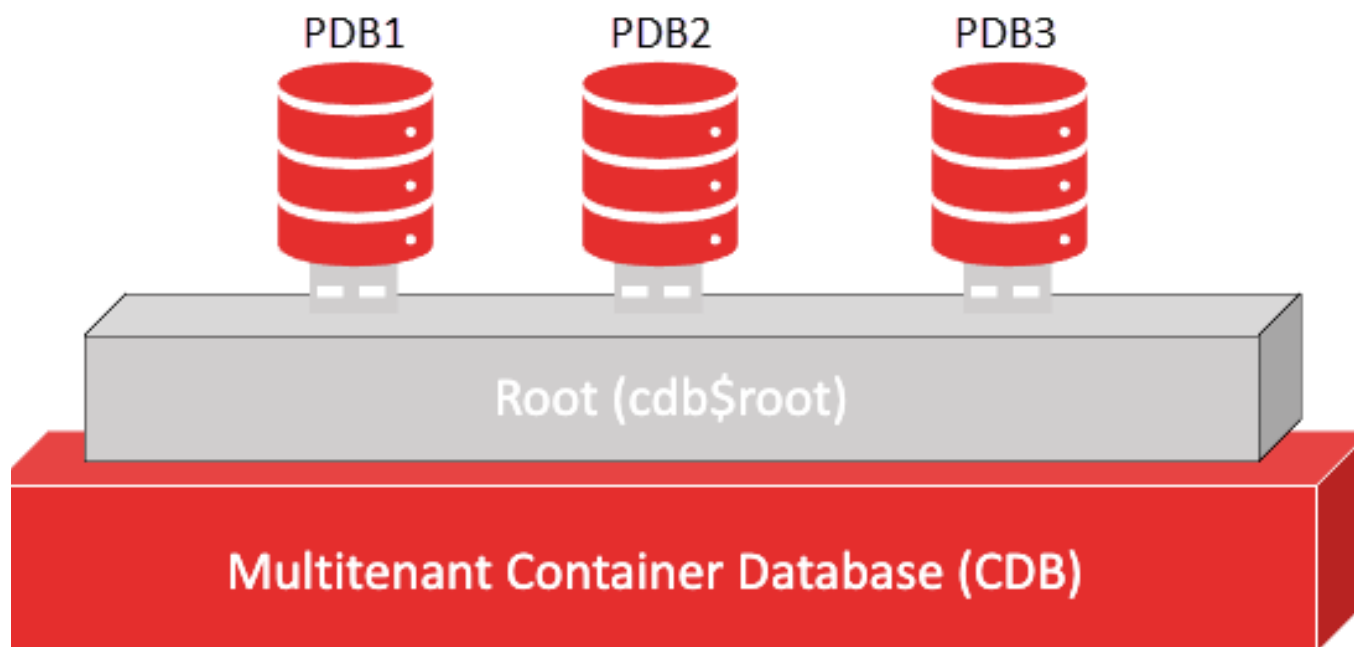 PDB1 PDB2 PDB3
Root (cdb$root)
Multitenant Container Database (CDB)